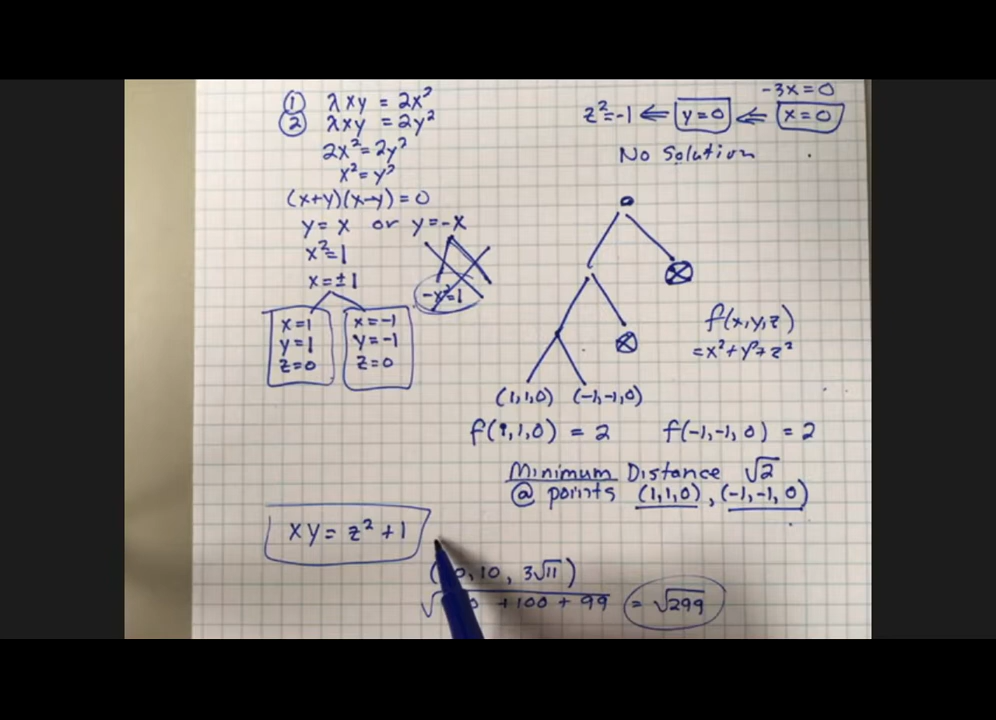 ① λxy = 2x²
② λxy = 2y²
2x² = 2y²
x² = y²
(x+y)(x-y) = 0
y = x or y = -x
x² = 1
x = ±1
-x² = 1
x = 1
y = 1
z = 0
x = -1
y = -1
z = 0
-3x = 0
z² = -1 ⇐ y = 0 ⇐ x = 0
No Solution
f(x,y,z)
= x² + y² + z²
(1,1,0) (-1,-1,0)
f(1,1,0) = 2 f(-1,-1,0) = 2
Minimum Distance √2
@ points (1,1,0), (-1,-1,0)
xy = z² + 1
0, 10, 3√11)
+ 100 + 99 = √299